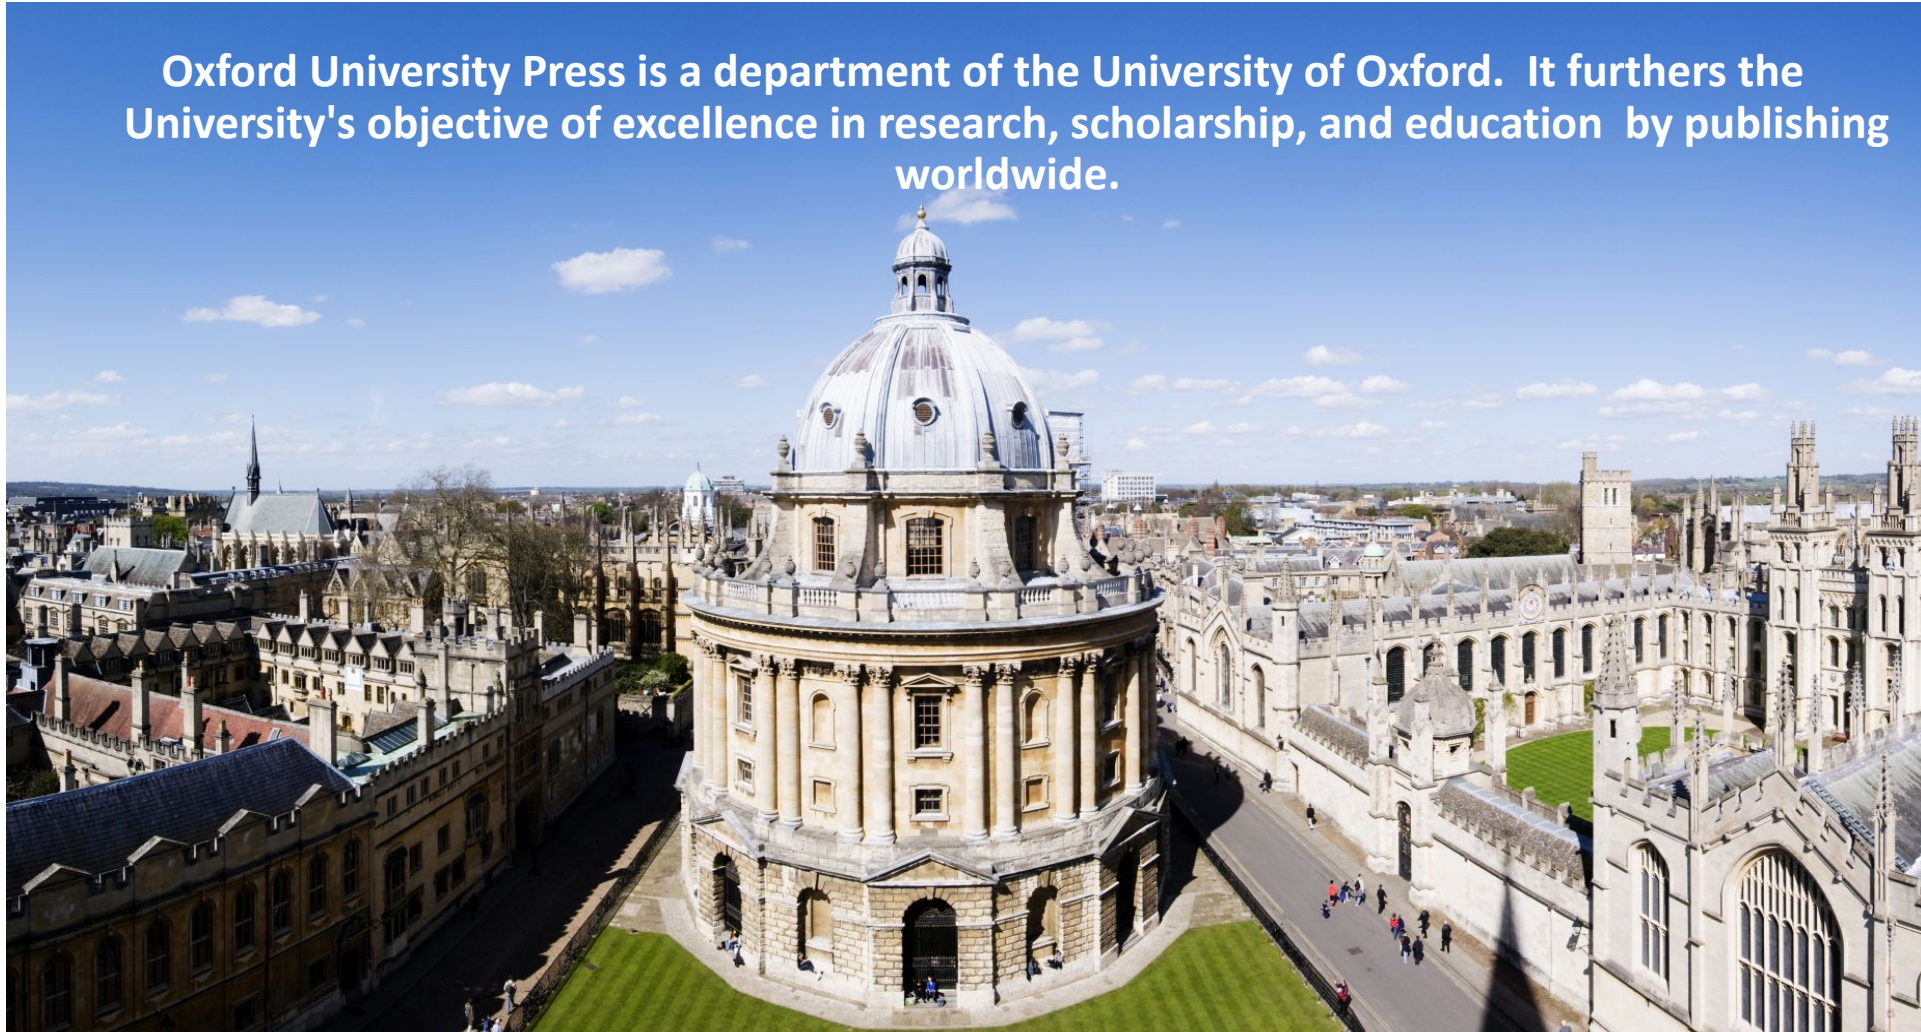 Oxford University Press is a department of the University of Oxford.  It furthers the
University's objective of excellence in research, scholarship, and education  by publishing
worldwide.